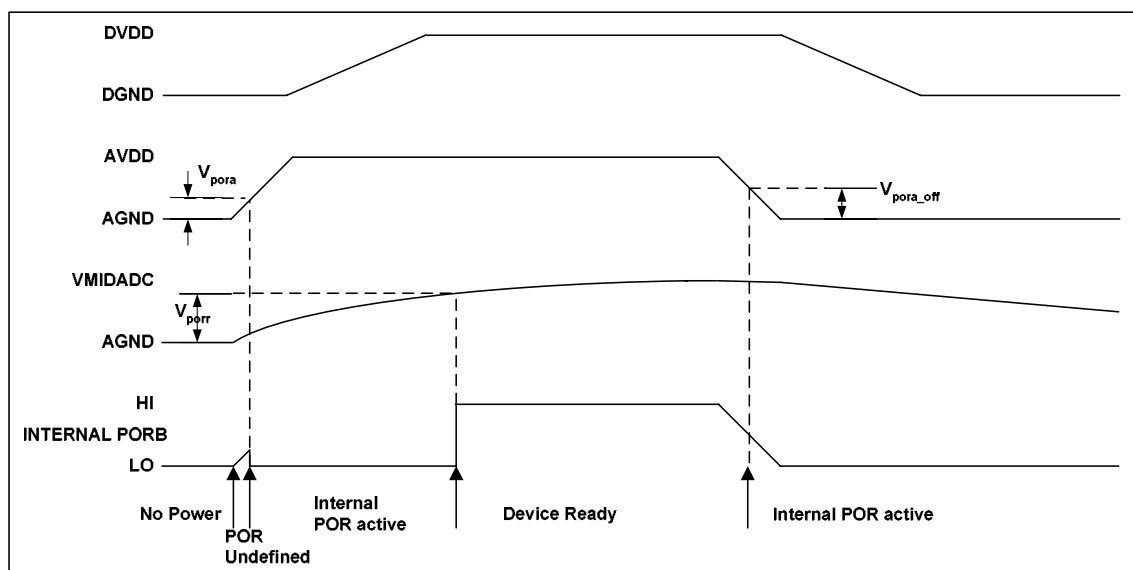 DVDD
DGND
AVDD
Vpora
Vpora_off
AGND
VMIDADC
Vporr
AGND
HI
INTERNAL PORB
LO
No Power
POR
Undefined
Internal
POR active
Device Ready
Internal POR active